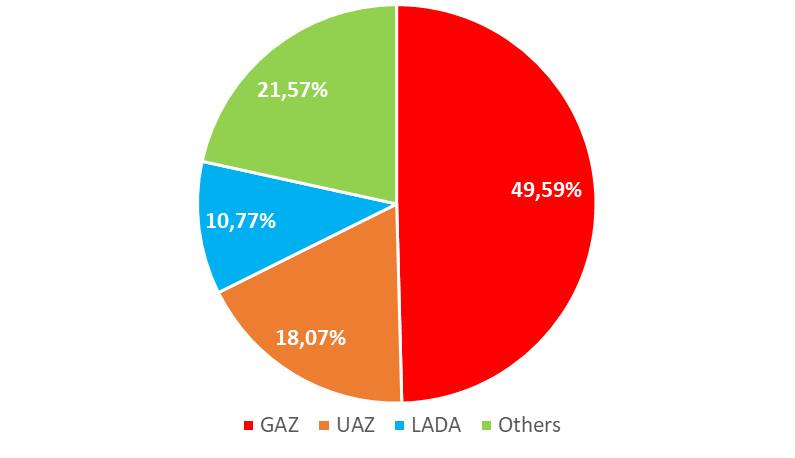 21,57%
49,59%
10,77%
18,07%
GAZ UAZ LADA Others